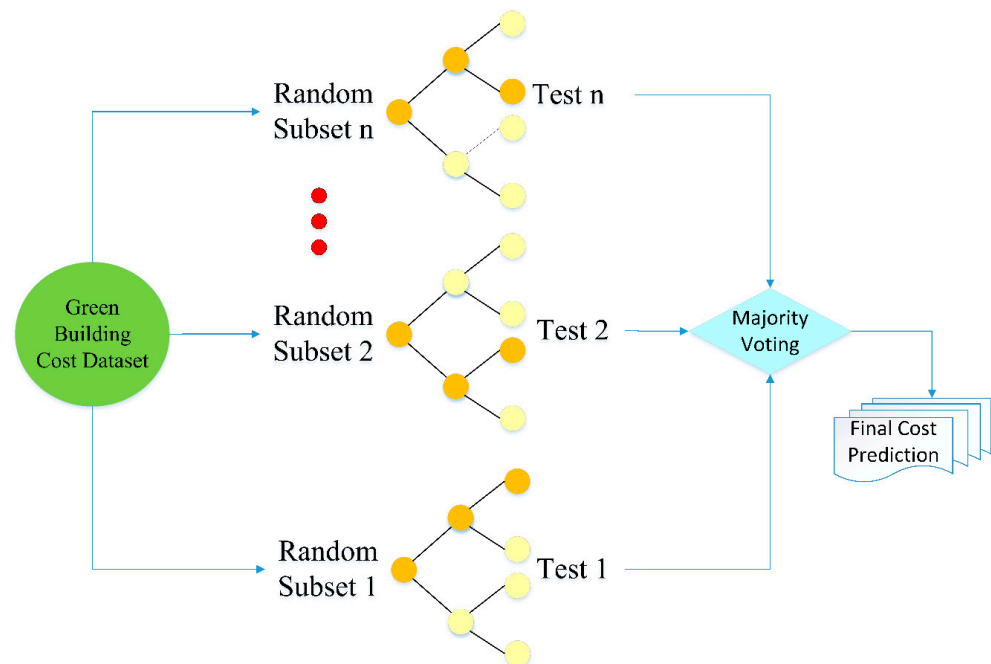 Random
Subset n
Test n
Green
Building
Cost Dataset
Random
Subset 2
Test 2
Majority
Voting
Final Cost
Prediction
Random
Subset 1
Test 1